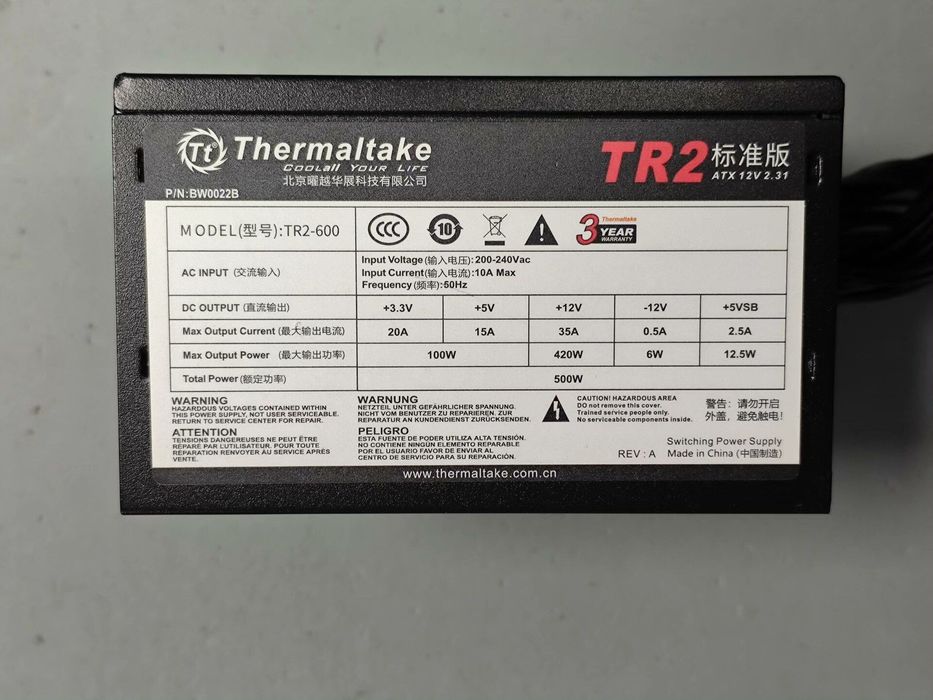 Tt Thermaltake
COOLall YOUR LIFE
北京曜越华展科技有限公司
P/N:BW0022B
TR2 标准版
ATX 12V 2.31
MODEL(型号):TR2-600
CCC
10
Thermaltake
3 YEAR
WARRANTY
AC INPUT (交流输入)
Input Voltage(输入电压):200-240Vac
Input Current(输入电流):10A Max
Frequency(频率):50Hz
DC OUTPUT (直流输出) +3.3V +5V +12V -12V +5VSB
Max Output Current (最大输出电流) 20A 15A 35A 0.5A 2.5A
Max Output Power (最大输出功率) 100W 420W 6W 12.5W
Total Power(额定功率) 500W
WARNING
HAZARDOUS VOLTAGES CONTAINED WITHIN
THIS POWER SUPPLY, NOT USER SERVICEABLE.
RETURN TO SERVICE CENTER FOR REPAIR.
ATTENTION
TENSIONS DANGEREUSES NE PEUT ÊTRE
RÉPARÉ PAR L'UTILISATEUR. POUR TOUTE
RÉPARATION RENVOYER AU SERVICE APRÈS
VENTE.
WARNUNG
NETZTEIL UNTER GEFÄHRLICHER SPANNUNG.
NICHT VOM BENUTZER ZU REPARIEREN. ZUR
REPARATUR AN KUNDENDIENST ZURÜCKSENDEN.
PELIGRO
ESTA FUENTE DE PODER UTILIZA ALTA TENSIÓN.
NO CONTIENE NINGÚN ELEMENTO REPARABLE
POR EL USUARIO FAVOR DE ENVIAR AL
CENTRO DE SERVICIO PARA SU REPARACIÓN.
CAUTION! HAZARDOUS AREA
Do not remove this cover.
Trained service people only.
No serviceable components inside.
警告: 请勿开启
外盖, 避免触电!
Switching Power Supply
REV : A Made in China (中国制造)
www.thermaltake.com.cn